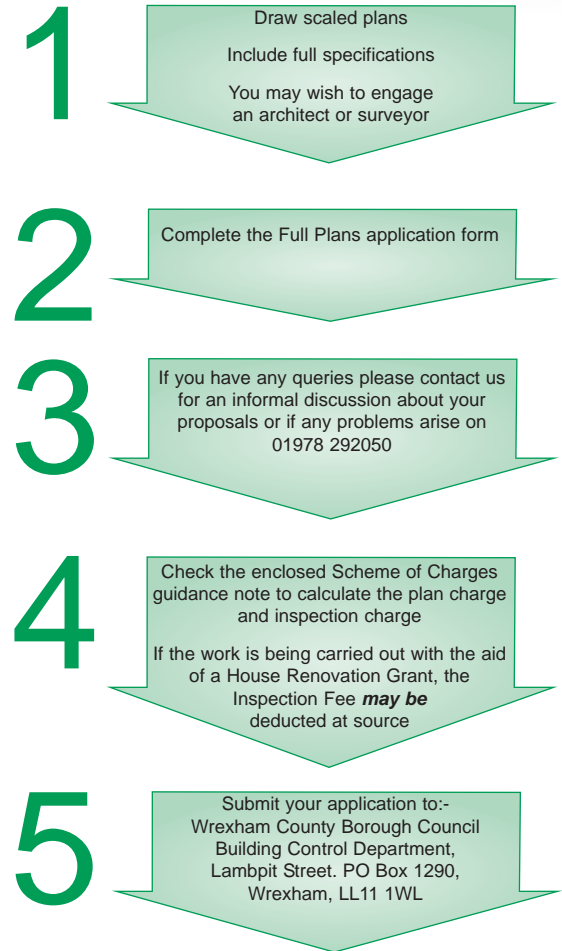 1
Draw scaled plans
Include full specifications
You may wish to engage
an architect or surveyor
2
Complete the Full Plans application form
3
If you have any queries please contact us
for an informal discussion about your
proposals or if any problems arise on
01978 292050
4
Check the enclosed Scheme of Charges
guidance note to calculate the plan charge
and inspection charge
If the work is being carried out with the aid
of a House Renovation Grant, the
Inspection Fee may be
deducted at source
5
Submit your application to:-
Wrexham County Borough Council
Building Control Department,
Lambpit Street. PO Box 1290,
Wrexham, LL11 1WL